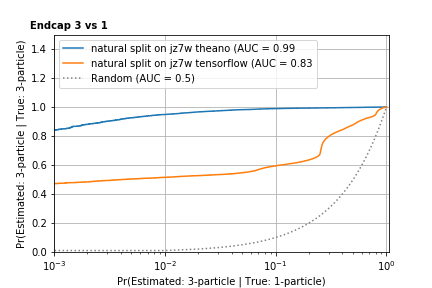 Endcap 3 vs 1
natural split on jz7w theano (AUC = 0.99
natural split on jz7w tensorflow (AUC = 0.83
Random (AUC = 0.5)
Pr(Estimated: 3-particle | True: 3-particle)
1.4
1.2
1.0
0.8
0.6
0.4
0.2
0.0
10⁻³ 10⁻² 10⁻¹ 10⁰
Pr(Estimated: 3-particle | True: 1-particle)